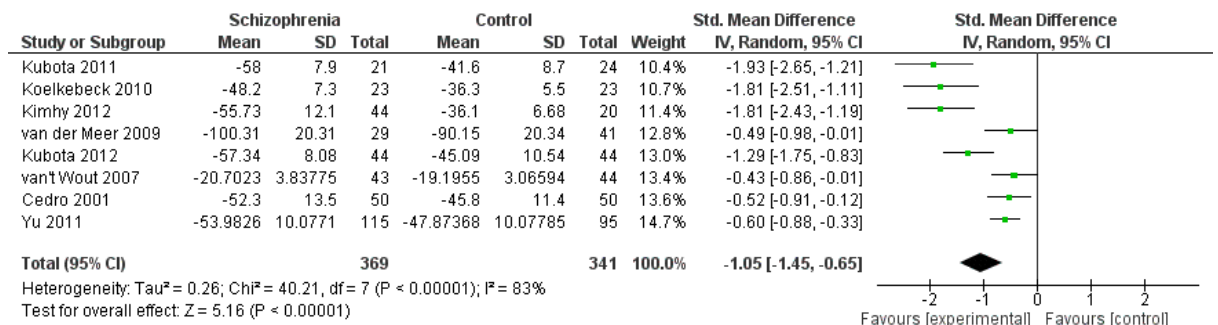 Schizophrenia Control Std. Mean Difference Std. Mean Difference
Study or Subgroup Mean SD Total Mean SD Total Weight IV, Random, 95% CI IV, Random, 95% CI
Kubota 2011 -58 7.9 21 -41.6 8.7 24 10.4% -1.93 [-2.65, -1.21]
Koelkebeck 2010 -48.2 7.3 23 -36.3 5.5 23 10.7% -1.81 [-2.51, -1.11]
Kimhy 2012 -55.73 12.1 44 -36.1 6.68 20 11.4% -1.81 [-2.43, -1.19]
van der Meer 2009 -100.31 20.31 29 -90.15 20.34 41 12.8% -0.49 [-0.98, -0.01]
Kubota 2012 -57.34 8.08 44 -45.09 10.54 44 13.0% -1.29 [-1.75, -0.83]
van't Wout 2007 -20.7023 3.83775 43 -19.1955 3.06594 44 13.4% -0.43 [-0.86, -0.01]
Cedro 2001 -52.3 13.5 50 -45.8 11.4 50 13.6% -0.52 [-0.91, -0.12]
Yu 2011 -53.9826 10.0771 115 -47.87368 10.07785 95 14.7% -0.60 [-0.88, -0.33]
Total (95% CI) 369 341 100.0% -1.05 [-1.45, -0.65]
Heterogeneity: Tau² = 0.26; Chi² = 40.21, df = 7 (P < 0.00001); I² = 83%
Test for overall effect: Z = 5.16 (P < 0.00001)
-2 -1 0 1 2
Favours [experimental] Favours [control]